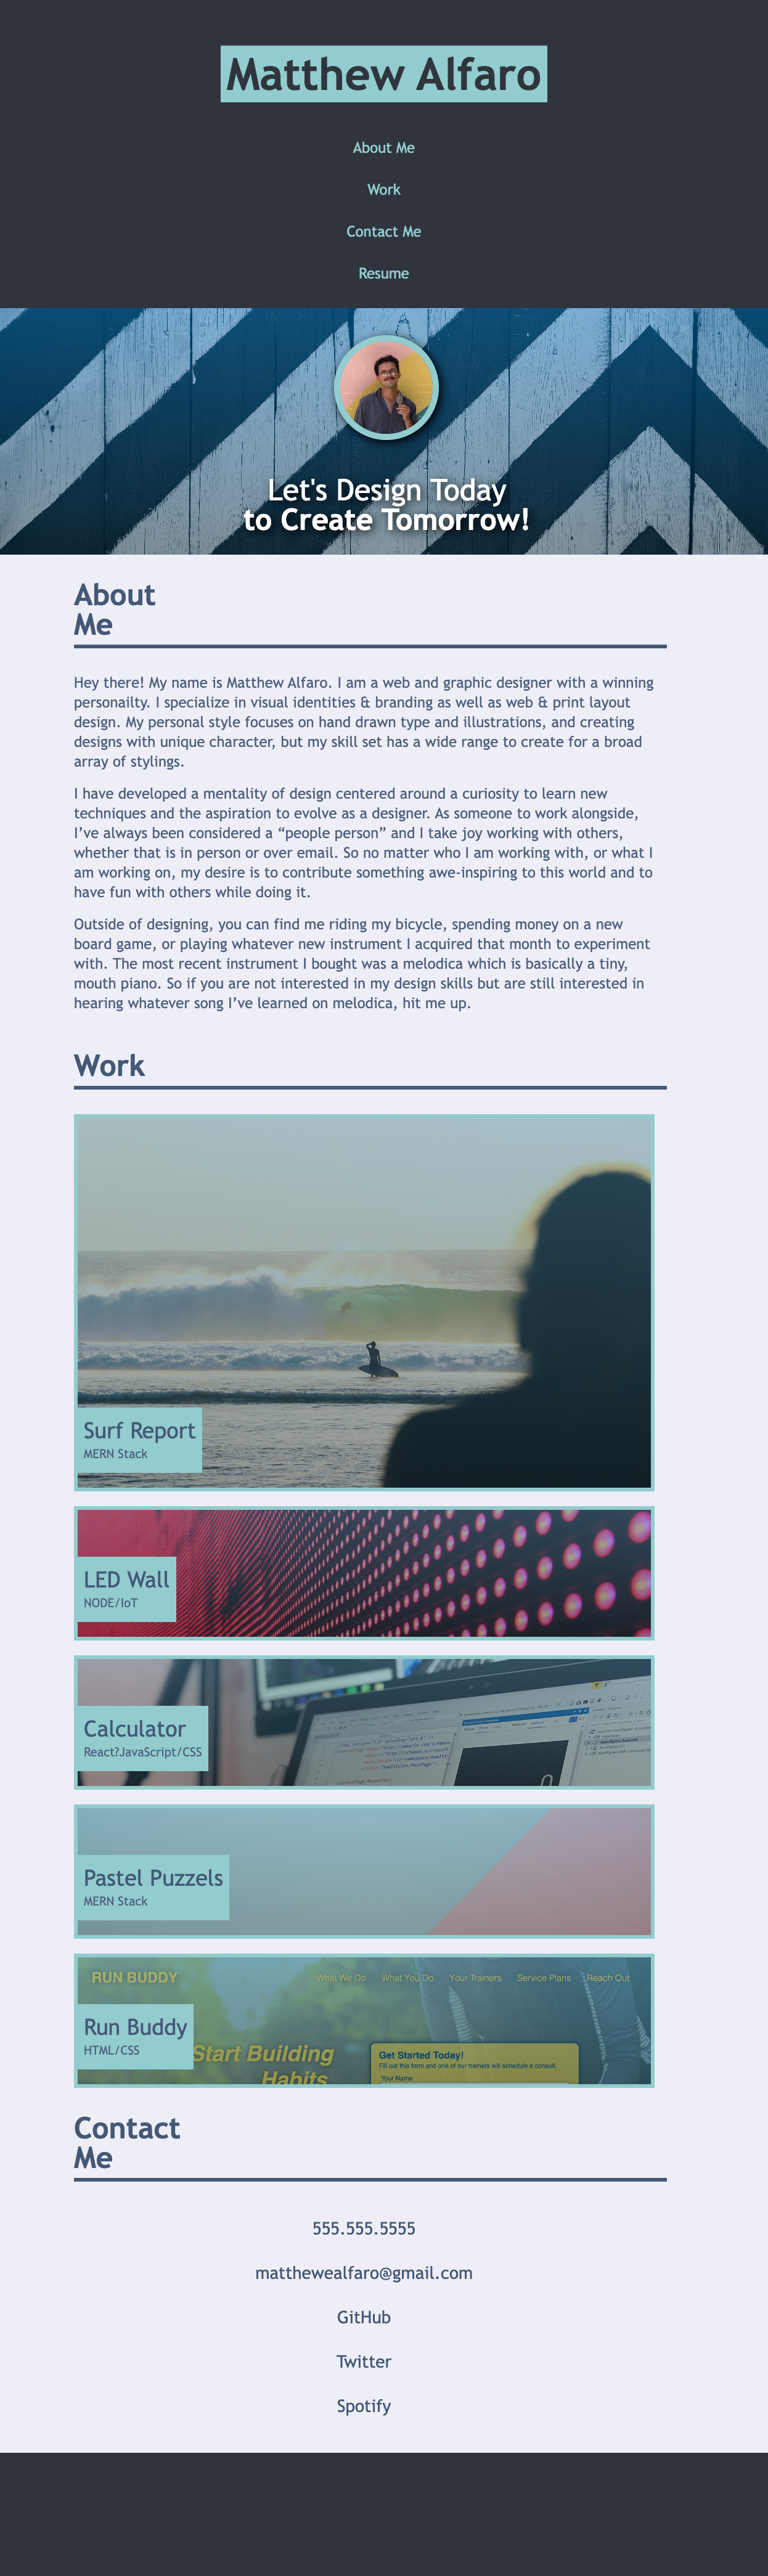 Matthew Alfaro
About Me
Work
Contact Me
Resume
Let's Design Today
to Create Tomorrow!
About
Me
Hey there! My name is Matthew Alfaro. I am a web and graphic designer with a winning
personailty. I specialize in visual identities & branding as well as web & print layout
design. My personal style focuses on hand drawn type and illustrations, and creating
designs with unique character, but my skill set has a wide range to create for a broad
array of stylings.
I have developed a mentality of design centered around a curiosity to learn new
techniques and the aspiration to evolve as a designer. As someone to work alongside,
I’ve always been considered a “people person” and I take joy working with others,
whether that is in person or over email. So no matter who I am working with, or what I
am working on, my desire is to contribute something awe-inspiring to this world and to
have fun with others while doing it.
Outside of designing, you can find me riding my bicycle, spending money on a new
board game, or playing whatever new instrument I acquired that month to experiment
with. The most recent instrument I bought was a melodica which is basically a tiny,
mouth piano. So if you are not interested in my design skills but are still interested in
hearing whatever song I’ve learned on melodica, hit me up.
Work
Surf Report
MERN Stack
LED Wall
NODE/IoT
Calculator
React?JavaScript/CSS
Pastel Puzzels
MERN Stack
RUN BUDDY
What We Do What You Do Your Trainers Service Plans Reach Out
Run Buddy
HTML/CSS
Start Building
Habits
Get Started Today!
Fill out this form and one of our trainers will schedule a consult.
Your Name
Contact
Me
555.555.5555
matthewealfaro@gmail.com
GitHub
Twitter
Spotify